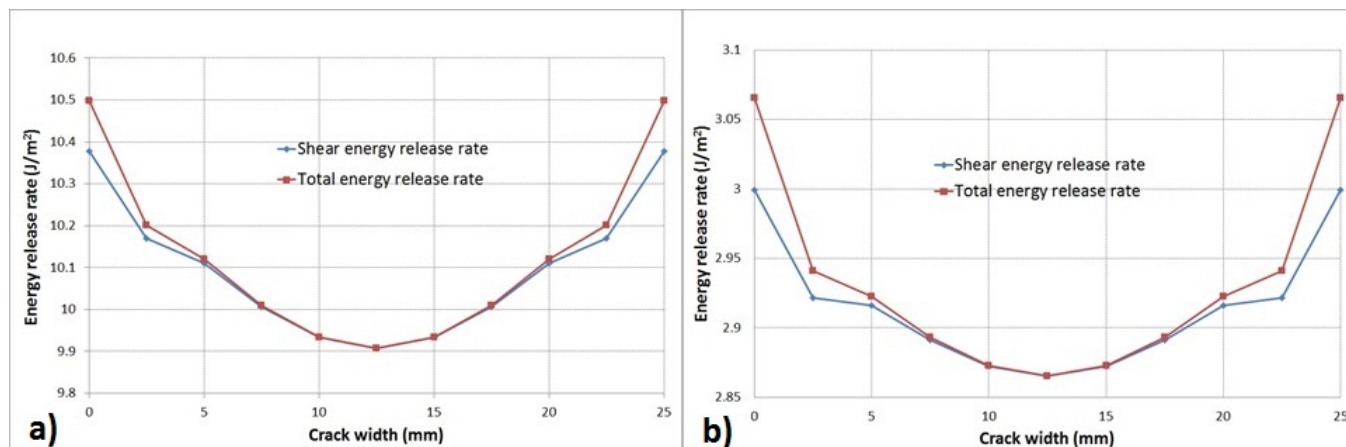 10.6
10.5
10.4
10.3
10.2
10.1
10
9.9
9.8
Energy release rate (J/m²)
Shear energy release rate
Total energy release rate
0 5 10 15 20 25
Crack width (mm)
a)
3.1
3.05
3
2.95
2.9
2.85
Energy release rate (J/m²)
Shear energy release rate
Total energy release rate
0 5 10 15 20 25
Crack width (mm)
b)